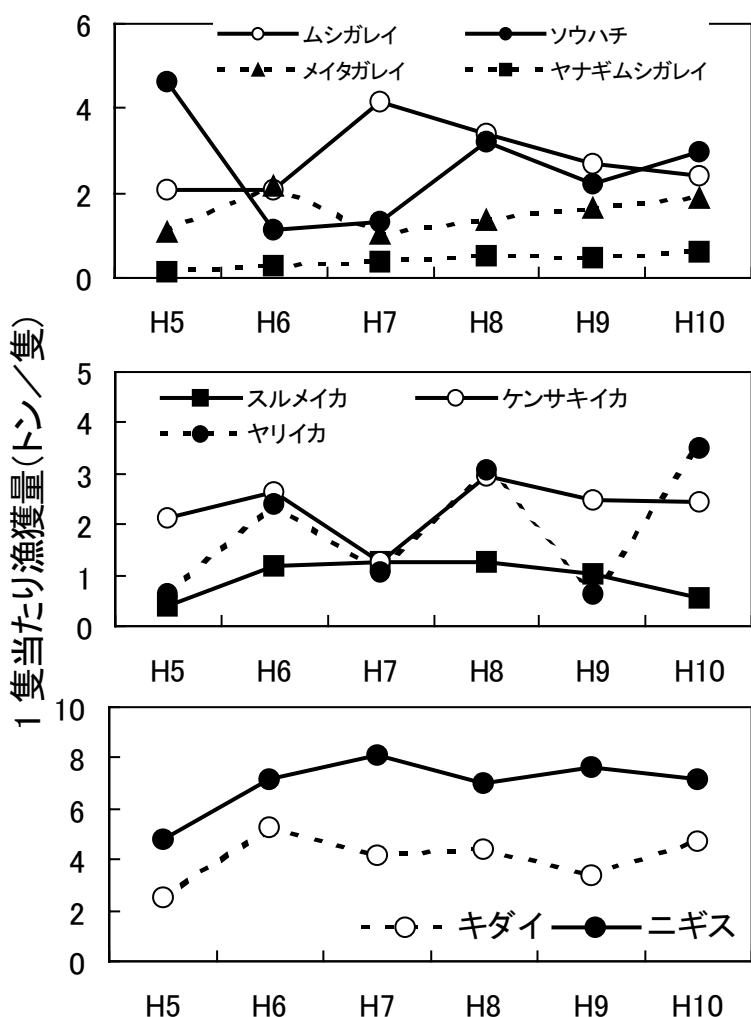 1隻当たり漁獲量(トン／隻)
6
ムシガレイ ソウハチ
メイタガレイ ヤナギムシガレイ
4
2
0
H5 H6 H7 H8 H9 H10
5
スルメイカ ケンサキイカ
ヤリイカ
4
3
2
1
0
H5 H6 H7 H8 H9 H10
10
8
6
4
2
キダイ ニギス
0
H5 H6 H7 H8 H9 H10